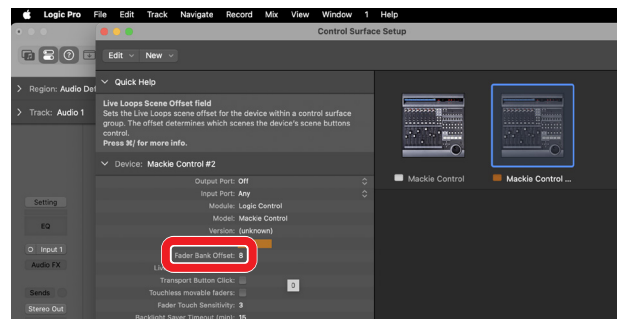 Logic Pro File Edit Track Navigate Record Mix View Window 1 Help
Control Surface Setup
Edit New
Quick Help
Region: Audio Def
Live Loops Scene Offset field
Sets the Live Loops scene offset for the device within a control surface
Track: Audio 1
group. The offset determines which scenes the device's scene buttons
control.
Press ⌘/ for more info.
Device: Mackie Control #2
Output Port: Off
Mackie Control
Mackie Control ...
Input Port: Any
Setting
Module: Logic Control
Model: Mackie Control
EQ
Version: (unknown)
Input 1
Fader Bank Offset: 8
Audio FX
Transport Button Click:
0
Sends
Touchless movable faders:
Stereo Out
Fader Touch Sensitivity: 3
Backlight Saver Timeout (min): 15